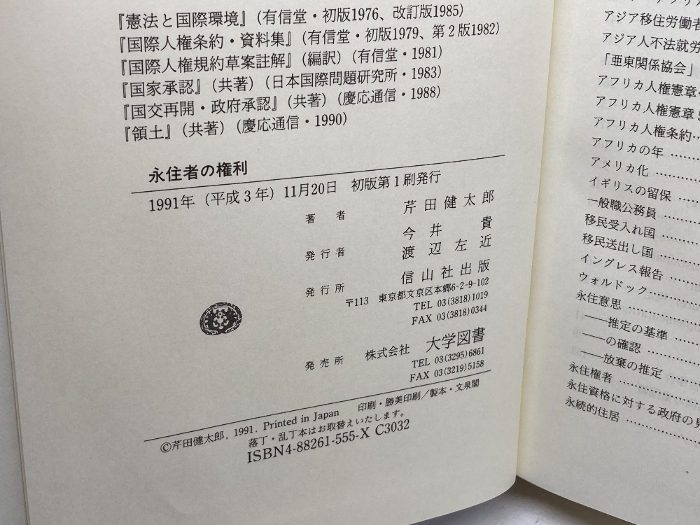 『憲法と国際環境』(有信堂・初版1976、改訂版1985)
『国際人権条約・資料集』(有信堂・初版1979、第2版1982)
『国際人権規約草案註解』(編訳)(有信堂・1981)
『国家承認』(共著)(日本国際問題研究所・1983)
『国交再開・政府承認』(共著)(慶応通信・1988)
『領土』(共著)(慶応通信・1990)
永住者の権利
1991年(平成3年)11月20日 初版第1刷発行
著者 芹田健太郎
発行者 今井貴
渡辺左近
発行所 信山社出版
〒113 東京都文京区本郷6-2-9-102
TEL 03(3818)1019
FAX 03(3818)0344
発売所 株式会社 大学図書
TEL 03(3295)6861
FAX 03(3219)5158
©芹田健太郎, 1991. Printed in Japan 印刷・勝美印刷/製本・文泉閣
落丁・乱丁本はお取替えいたします。
ISBN4-88261-555-X C3032
アジア移住労働者
アジア人不法就労
「亜東関係協会」
アフリカ人権憲章
アフリカ人権憲章
アフリカ人権条約
アフリカの年
アメリカ化
イギリスの留保
一般職公務員
移民受入れ国
移民送出し国
イングレス報告
ウォルドック
永住意思
――推定の基準
――の確認
――放棄の推定
永住権者
永住資格に対する政府の見
永続的住居